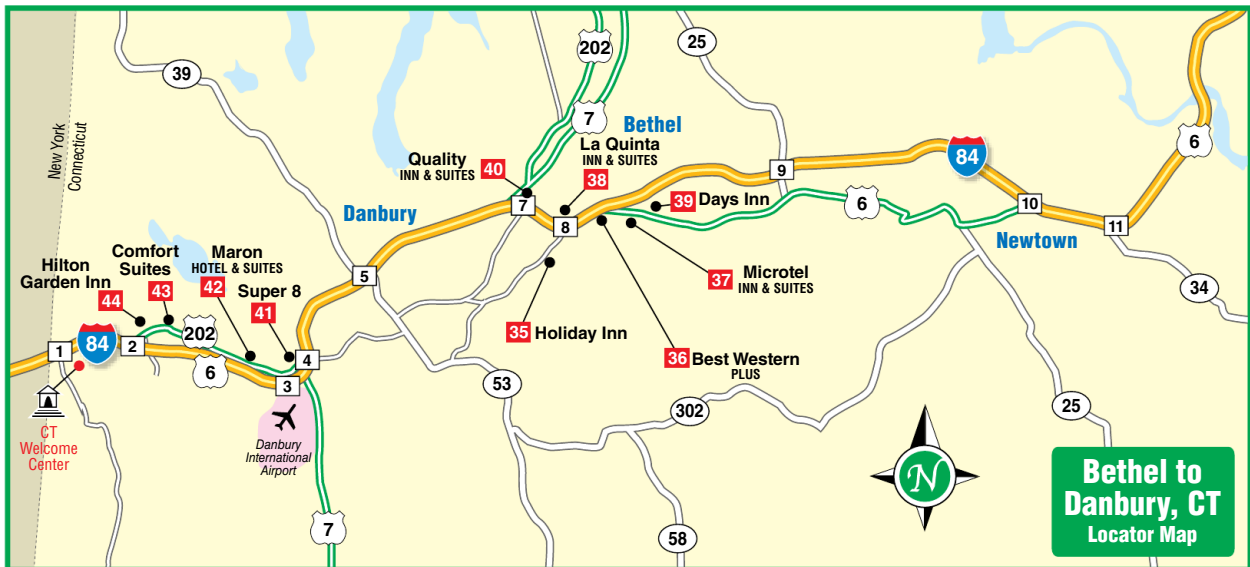 202
25
39
7
Bethel
La Quinta
INN & SUITES
38
6
84
New York
Connecticut
Quality
INN & SUITES
40
9
39 Days Inn
7
6
10
Danbury
8
11
Newtown
Hilton
Garden Inn
44
Comfort
Suites
43
Maron
HOTEL & SUITES
42
Super 8
41
5
37 Microtel
INN & SUITES
34
35 Holiday Inn
202
1
84
2
6
4
3
36 Best Western
PLUS
53
302
25
CT
Welcome
Center
Danbury
International
Airport
N
Bethel to
Danbury, CT
Locator Map
7
58